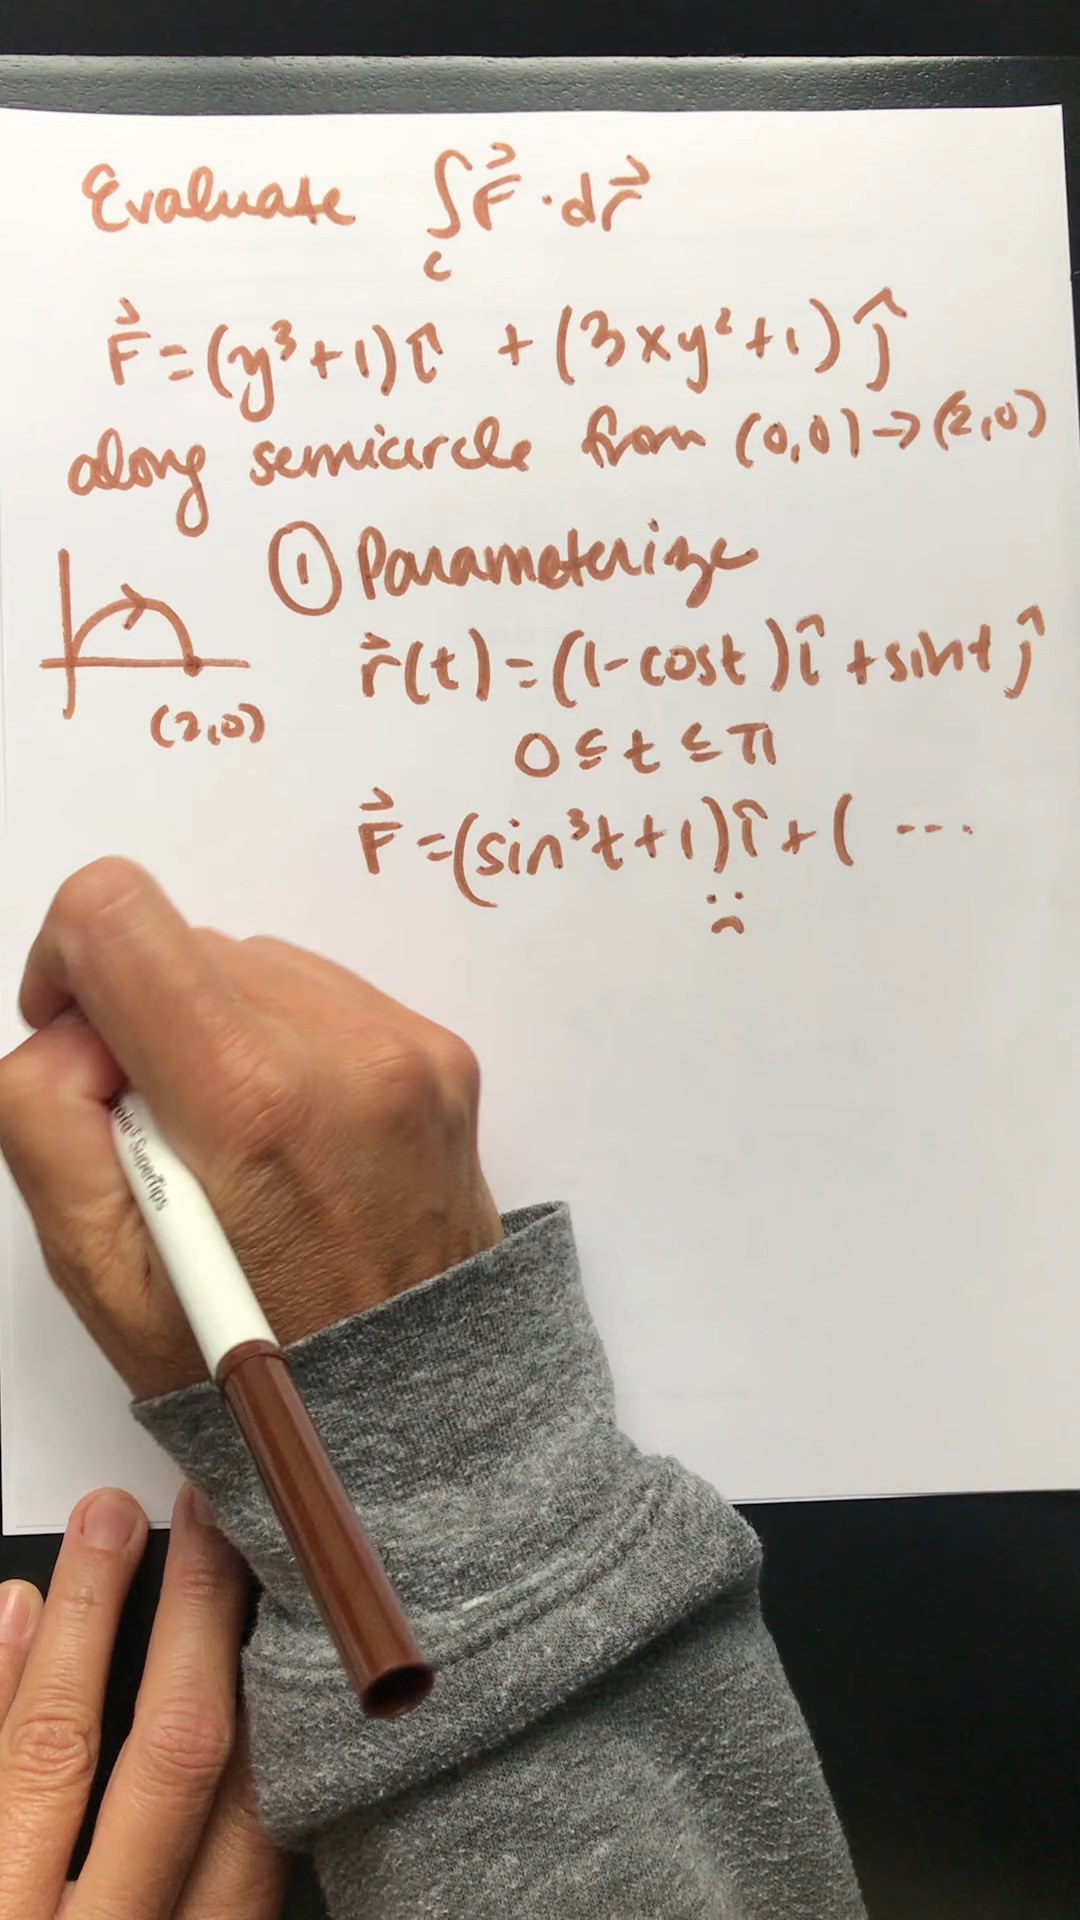 Evaluate ∫_C F⃗ · dr⃗
F⃗ = (y³+1) î + (3xy²+1) ĵ
along semicircle from (0,0) → (2,0)
① Parameterize
r⃗(t) = (1-cost) î + sint ĵ
(2,0)
0 ≤ t ≤ π
F⃗ = (sin³t+1) î + ( ...
SuperTips